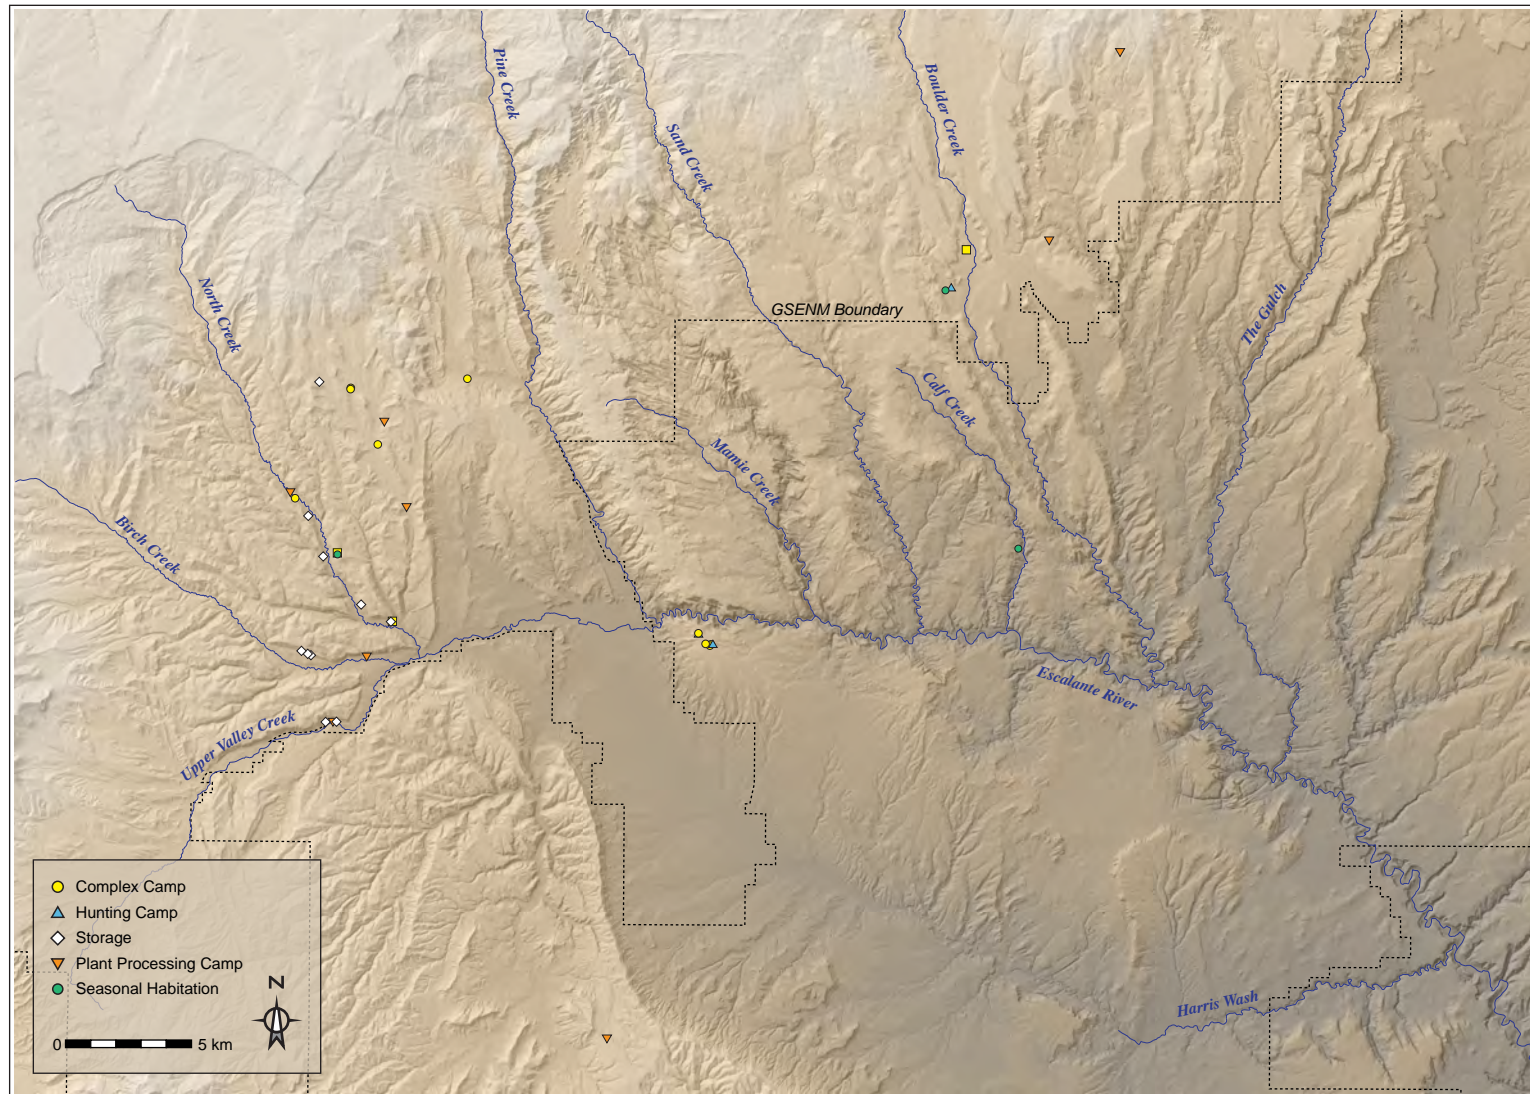 Pine Creek
Sand Creek
Boulder Creek
North Creek
The Gulch
GSENM Boundary
Calf Creek
Mamie Creek
Birch Creek
Escalante River
Upper Valley Creek
Complex Camp
Hunting Camp
Storage
Plant Processing Camp
Seasonal Habitation
N
0 5 km
Harris Wash